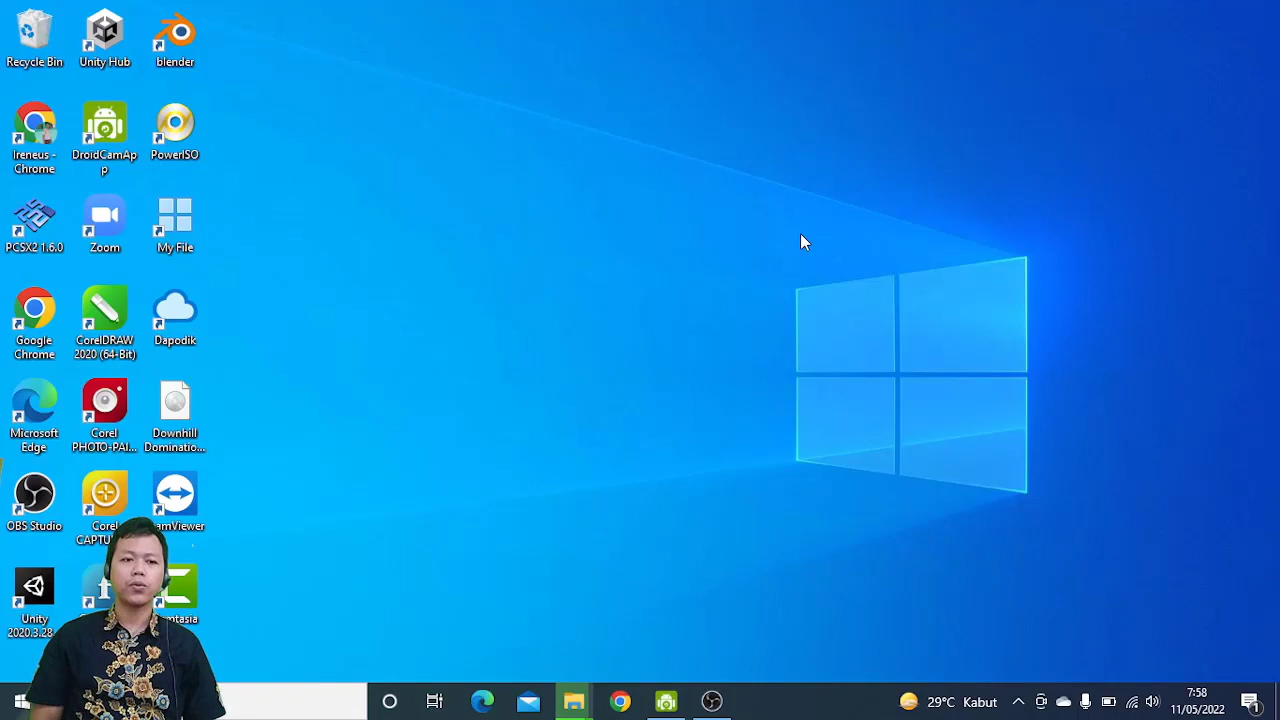 Recycle Bin
Unity Hub
blender
Ireneus -
Chrome
DroidCamAp
p
PowerISO
PCSX2 1.6.0
Zoom
My File
Google
Chrome
CorelDRAW
2020 (64-Bit)
Dapodik
Microsoft
Edge
Corel
PHOTO-PAI...
Downhill
Dominatio...
OBS Studio
Corel
CAPTU
amViewer
Unity
2020.3.28
mtasia
29°C Kabut
7:58
11/05/2022
1